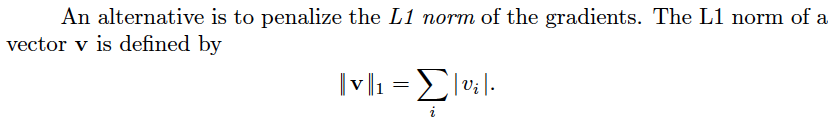 An alternative is to penalize the L1 norm of the gradients. The L1 norm of a
vector v is defined by
‖v‖₁ = ∑ᵢ |vᵢ|.